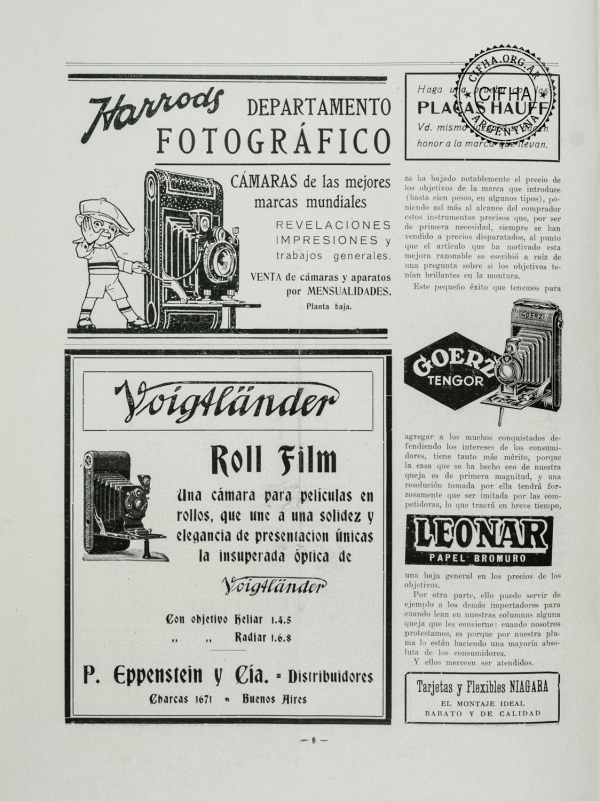 Harrods DEPARTAMENTO
FOTOGRÁFICO
CÁMARAS de las mejores
marcas mundiales
REVELACIONES
IMPRESIONES y
trabajos generales.
VENTA de cámaras y aparatos
por MENSUALIDADES.
Planta baja.
Voigtländer
Roll Film
Una cámara para películas en
rollos, que une a una solidez y
elegancia de presentacion únicas
la insuperada óptica de
Voigtländer
Con objetivo Heliar 1.4.5
„ „ Radiar 1.6.8
P. Eppenstein y Cía. = Distribuidores
Charcas 1671 = Buenos Aires
CIFHA.ORG.AR
CIFHA
ARGENTINA
Haga una las
PLACAS HAUFF
Vd. mismo
honor a la marca que llevan.
za ha bajado notablemente el precio de
los objetivos de la marca que introduce
(hasta cien pesos, en algunos tipos), po-
niendo así más al alcance del comprador
estos instrumentos precisos que, por ser
de primera necesidad, siempre se han
vendido a precios disparatados, al punto
que el artículo que ha motivado esta
mejora razonable se escribió a raíz de
una pregunta sobre si los objetivos te-
nían brillantes en la montura.
Este pequeño éxito que tenemos para
GOERZ
GOERZ
TENGOR
agregar a los muchos conquistados de-
fendiendo los intereses de los consumi-
dores, tiene tanto más mérito, porque
la casa que se ha hecho eco de nuestra
queja es de primera magnitud, y una
resolución tomada por ella tendrá for-
zosamente que ser imitada por las com-
petidoras, lo que traerá en breve tiempo,
LEONAR
PAPEL BROMURO
una baja general en los precios de los
objetivos.
Por otra parte, ello puede servir de
ejemplo a los demás importadores para
cuando lean en nuestras columnas alguna
queja que les concierne: cuando nosotros
protestamos, es porque por nuestra plu-
ma lo están haciendo una mayoría abso-
luta de los consumidores.
Y ellos merecen ser atendidos.
Tarjetas y Flexibles NIAGARA
EL MONTAJE IDEAL
BARATO Y DE CALIDAD